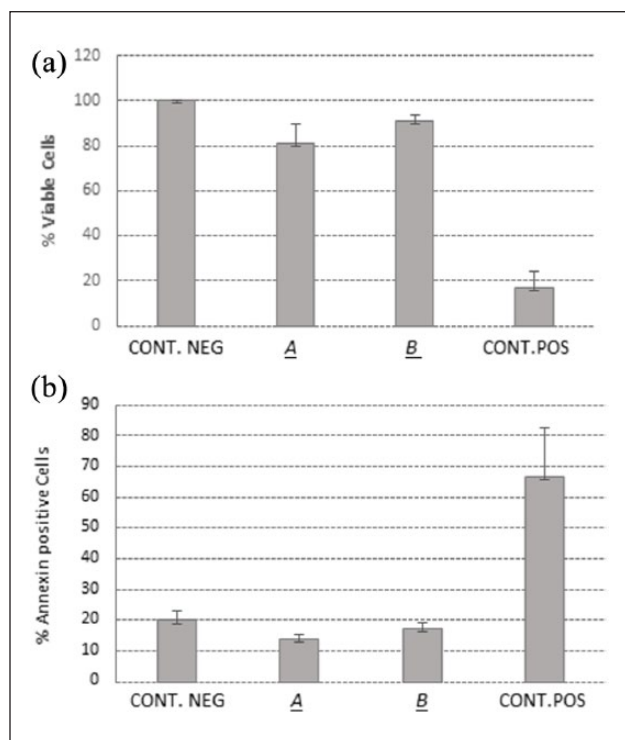 (a)
% Viable Cells
120
100
80
60
40
20
0
CONT. NEG A B CONT.POS
(b)
% Annexin positive Cells
90
80
70
60
50
40
30
20
10
0
CONT. NEG A B CONT.POS